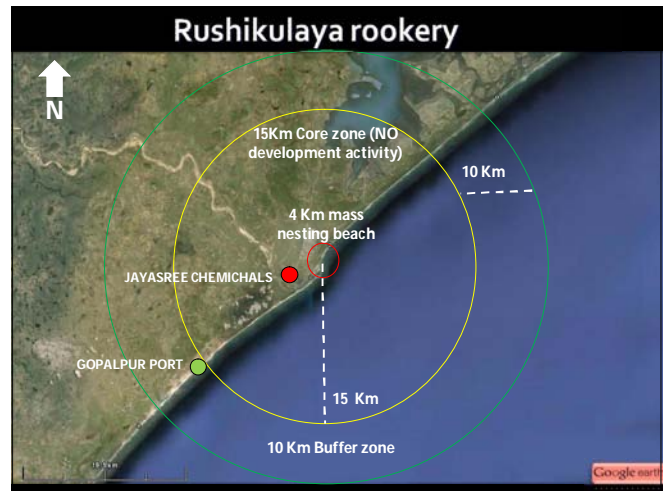 Rushikulaya rookery
N
15Km Core zone (NO
development activity)
10 Km
4 Km mass
nesting beach
JAYASREE CHEMICHALS
GOPALPUR PORT
15 Km
10 Km Buffer zone
Google earth